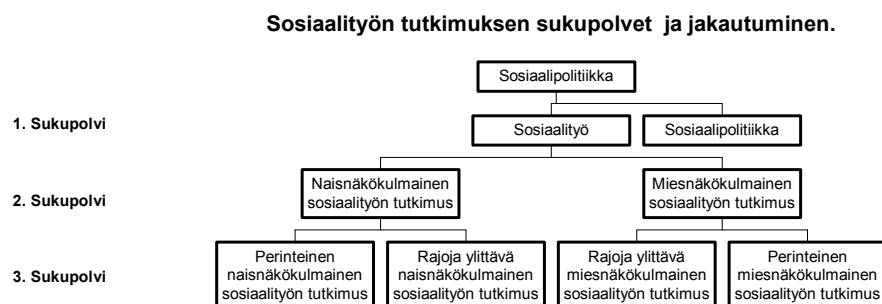 Sosiaalityön tutkimuksen sukupolvet ja jakautuminen.
Sosiaalipolitiikka
1. Sukupolvi
Sosiaalityö
Sosiaalipolitiikka
2. Sukupolvi
Naisnäkökulmainen
sosiaalityön tutkimus
Miesnäkökulmainen
sosiaalityön tutkimus
3. Sukupolvi
Perinteinen
naisnäkökulmainen
sosiaalityön tutkimus
Rajoja ylittävä
naisnäkökulmainen
sosiaalityön tutkimus
Rajoja ylittävä
miesnäkökulmainen
sosiaalityön tutkimus
Perinteinen
miesnäkökulmainen
sosiaalityön tutkimus